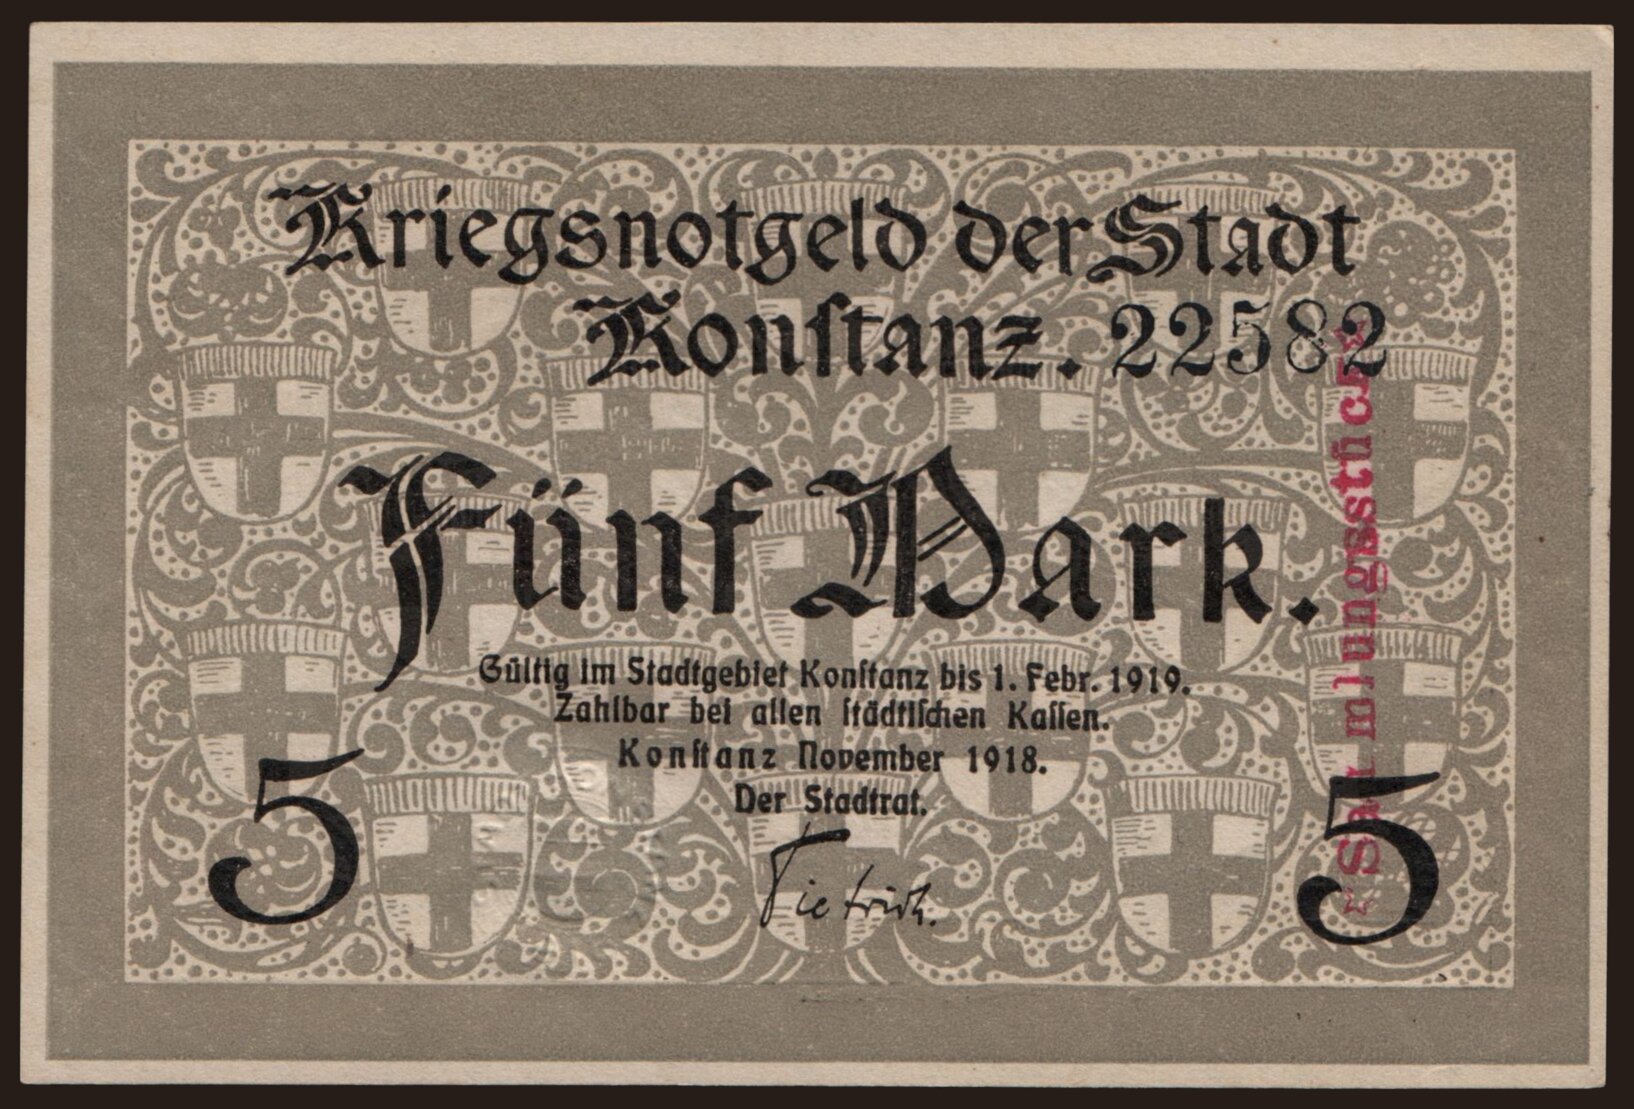 Kriegsnotgeld der Stadt
Konſtanz. 22582
Fünf Mark.
Gültig im Stadtgebiet Konſtanz bis 1. Febr. 1919.
Zahlbar bei allen ſtädtiſchen Kaſſen.
Konſtanz November 1918.
Der Stadtrat.
Dietrich.
5
5